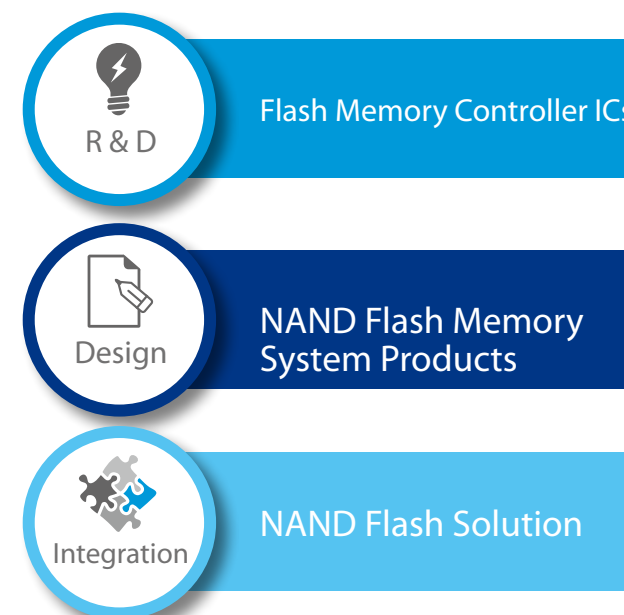 R & D
Flash Memory Controller ICs
Design
NAND Flash Memory
System Products
Integration
NAND Flash Solution